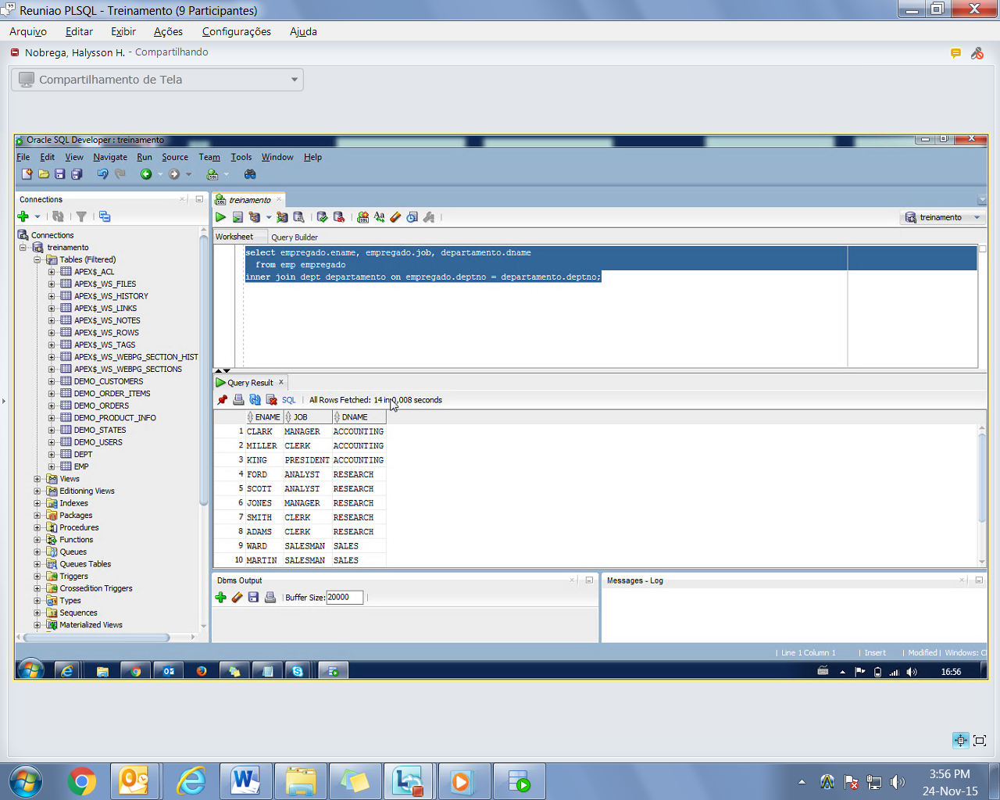 Reuniao PLSQL - Treinamento (9 Participantes)
Arquivo Editar Exibir Ações Configurações Ajuda
Nobrega, Halysson H. - Compartilhando
Compartilhamento de Tela
Oracle SQL Developer : treinamento
File Edit View Navigate Run Source Team Tools Window Help
Connections
Connections
treinamento
Tables (Filtered)
APEX$_ACL
APEX$_WS_FILES
APEX$_WS_HISTORY
APEX$_WS_LINKS
APEX$_WS_NOTES
APEX$_WS_ROWS
APEX$_WS_TAGS
APEX$_WS_WEBPG_SECTION_HIST
APEX$_WS_WEBPG_SECTIONS
DEMO_CUSTOMERS
DEMO_ORDER_ITEMS
DEMO_ORDERS
DEMO_PRODUCT_INFO
DEMO_STATES
DEMO_USERS
DEPT
EMP
Views
Editioning Views
Indexes
Packages
Procedures
Functions
Queues
Queues Tables
Triggers
Crossedition Triggers
Types
Sequences
Materialized Views
treinamento
treinamento
Worksheet Query Builder
select empregado.ename, empregado.job, departamento.dname
from emp empregado
inner join dept departamento on empregado.deptno = departamento.deptno;
Query Result
SQL | All Rows Fetched: 14 in 0,008 seconds
ENAME JOB DNAME
1 CLARK MANAGER ACCOUNTING
2 MILLER CLERK ACCOUNTING
3 KING PRESIDENT ACCOUNTING
4 FORD ANALYST RESEARCH
5 SCOTT ANALYST RESEARCH
6 JONES MANAGER RESEARCH
7 SMITH CLERK RESEARCH
8 ADAMS CLERK RESEARCH
9 WARD SALESMAN SALES
10 MARTIN SALESMAN SALES
Dbms Output
Buffer Size: 20000
Messages - Log
| Line 1 Column 1 | Insert | Modified | Windows: C
16:56
3:56 PM
24-Nov-15